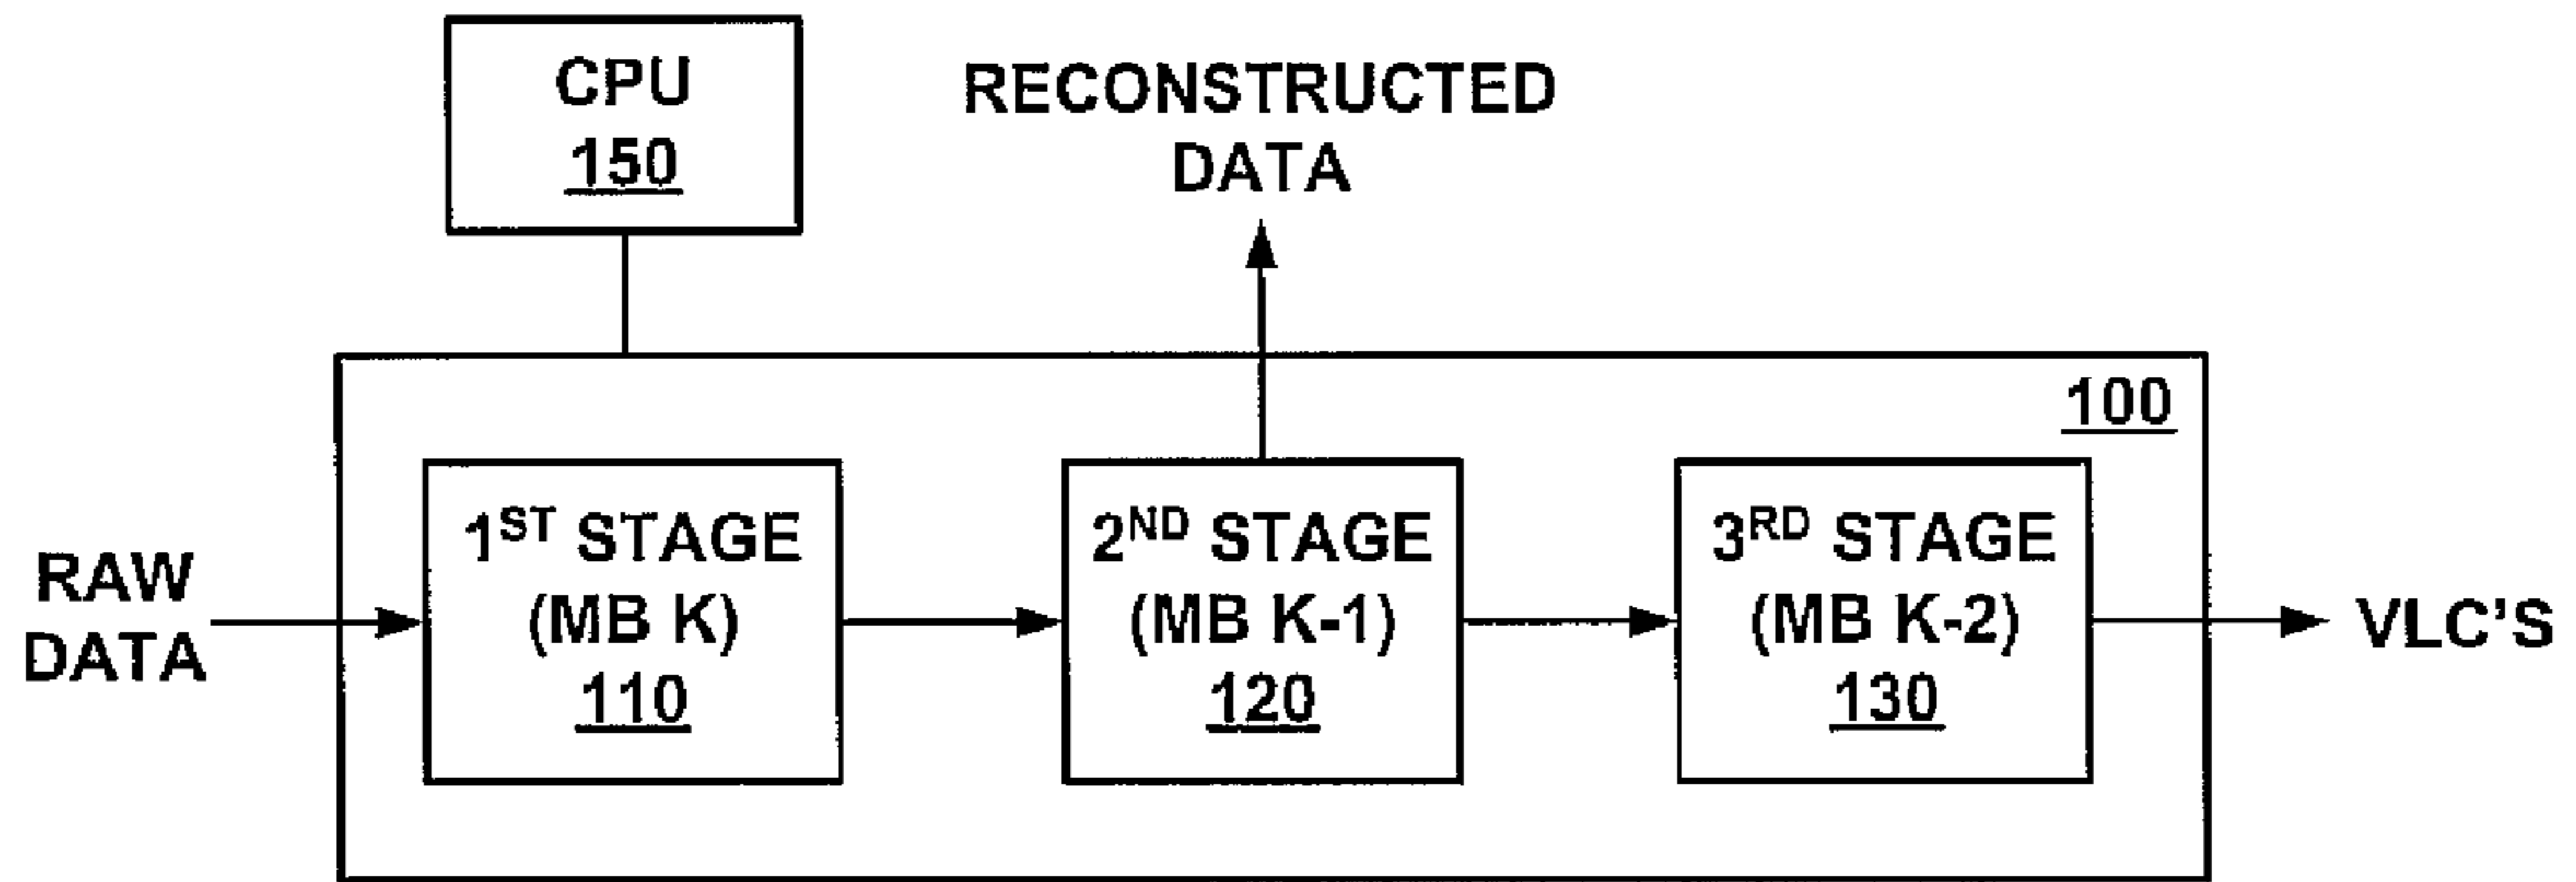 CPU
150
RECONSTRUCTED
DATA
100
RAW
DATA
1ST STAGE
(MB K)
110
2ND STAGE
(MB K-1)
120
3RD STAGE
(MB K-2)
130
VLC'S